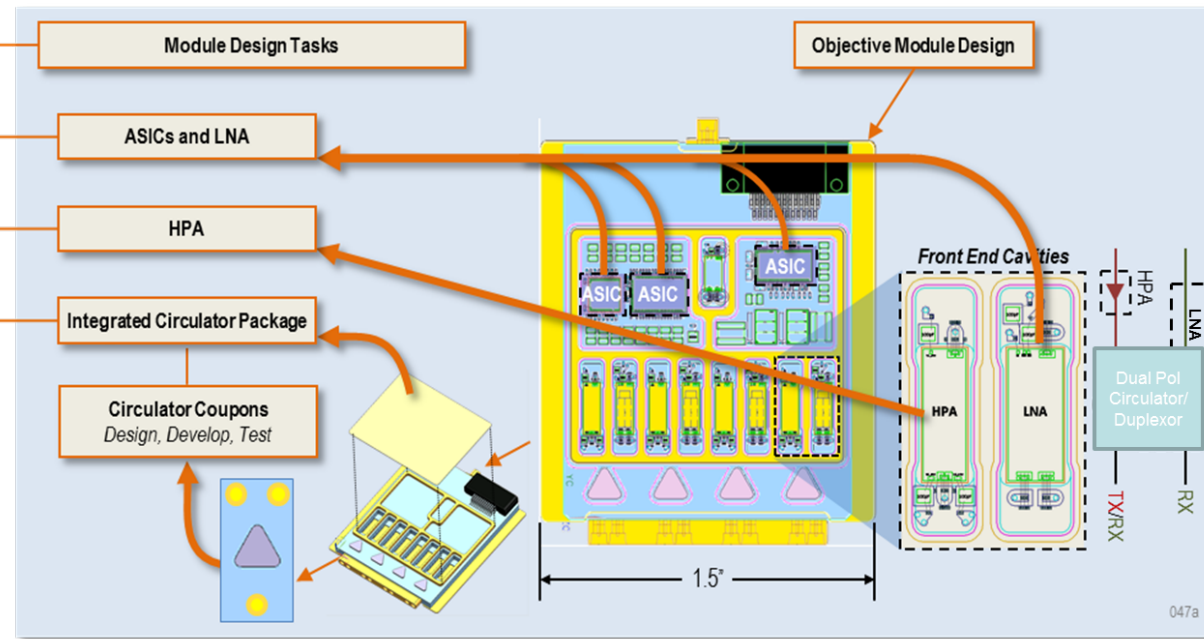 Module Design Tasks
Objective Module Design
ASICs and LNA
HPA
Integrated Circulator Package
Circulator Coupons
Design, Develop, Test
ASIC
ASIC
ASIC
1.5"
Front End Cavities
HPA
LNA
HPA
LNA
Dual Pol
Circulator/
Duplexor
TX/RX
RX
047a